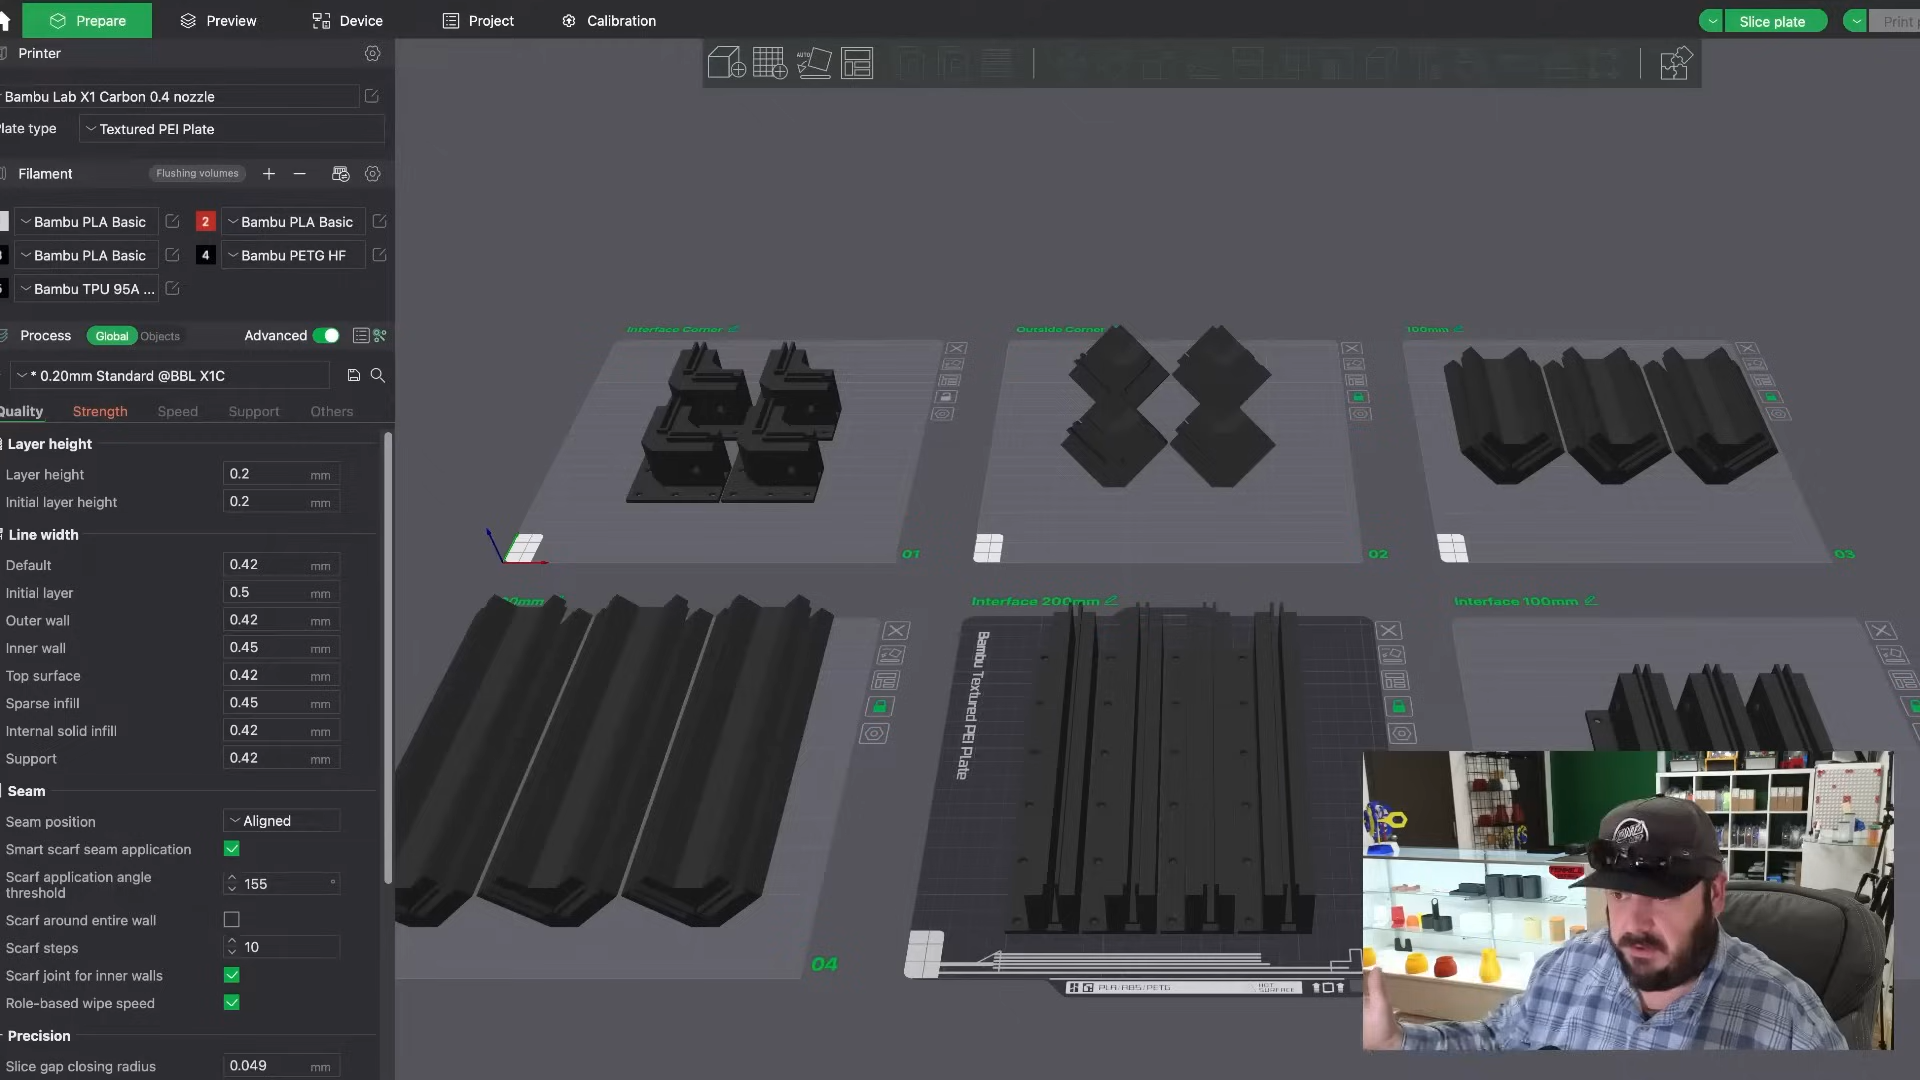 Prepare
Preview
Device
Project
Calibration
Slice plate
Print
Printer
Bambu Lab X1 Carbon 0.4 nozzle
late type
Textured PEI Plate
Filament
Flushing volumes
Bambu PLA Basic
2
Bambu PLA Basic
Bambu PLA Basic
4
Bambu PETG HF
Bambu TPU 95A ...
Process
Global
Objects
Advanced
* 0.20mm Standard @BBL X1C
Quality
Strength
Speed
Support
Others
Layer height
Layer height
0.2
mm
Initial layer height
0.2
mm
Line width
Default
0.42
mm
Initial layer
0.5
mm
Outer wall
0.42
mm
Inner wall
0.45
mm
Top surface
0.42
mm
Sparse infill
0.45
mm
Internal solid infill
0.42
mm
Support
0.42
mm
Seam
Seam position
Aligned
Smart scarf seam application
Scarf application angle
threshold
155
°
Scarf around entire wall
Scarf steps
10
Scarf joint for inner walls
Role-based wipe speed
Precision
Slice gap closing radius
0.049
mm
Interface Corner
Outside Corner
100mm
01
02
03
0mm
Interface 200mm
Interface 100mm
Bambu Textured PEI Plate
04
PLA/ABS/PETG
HOT
SURFACE